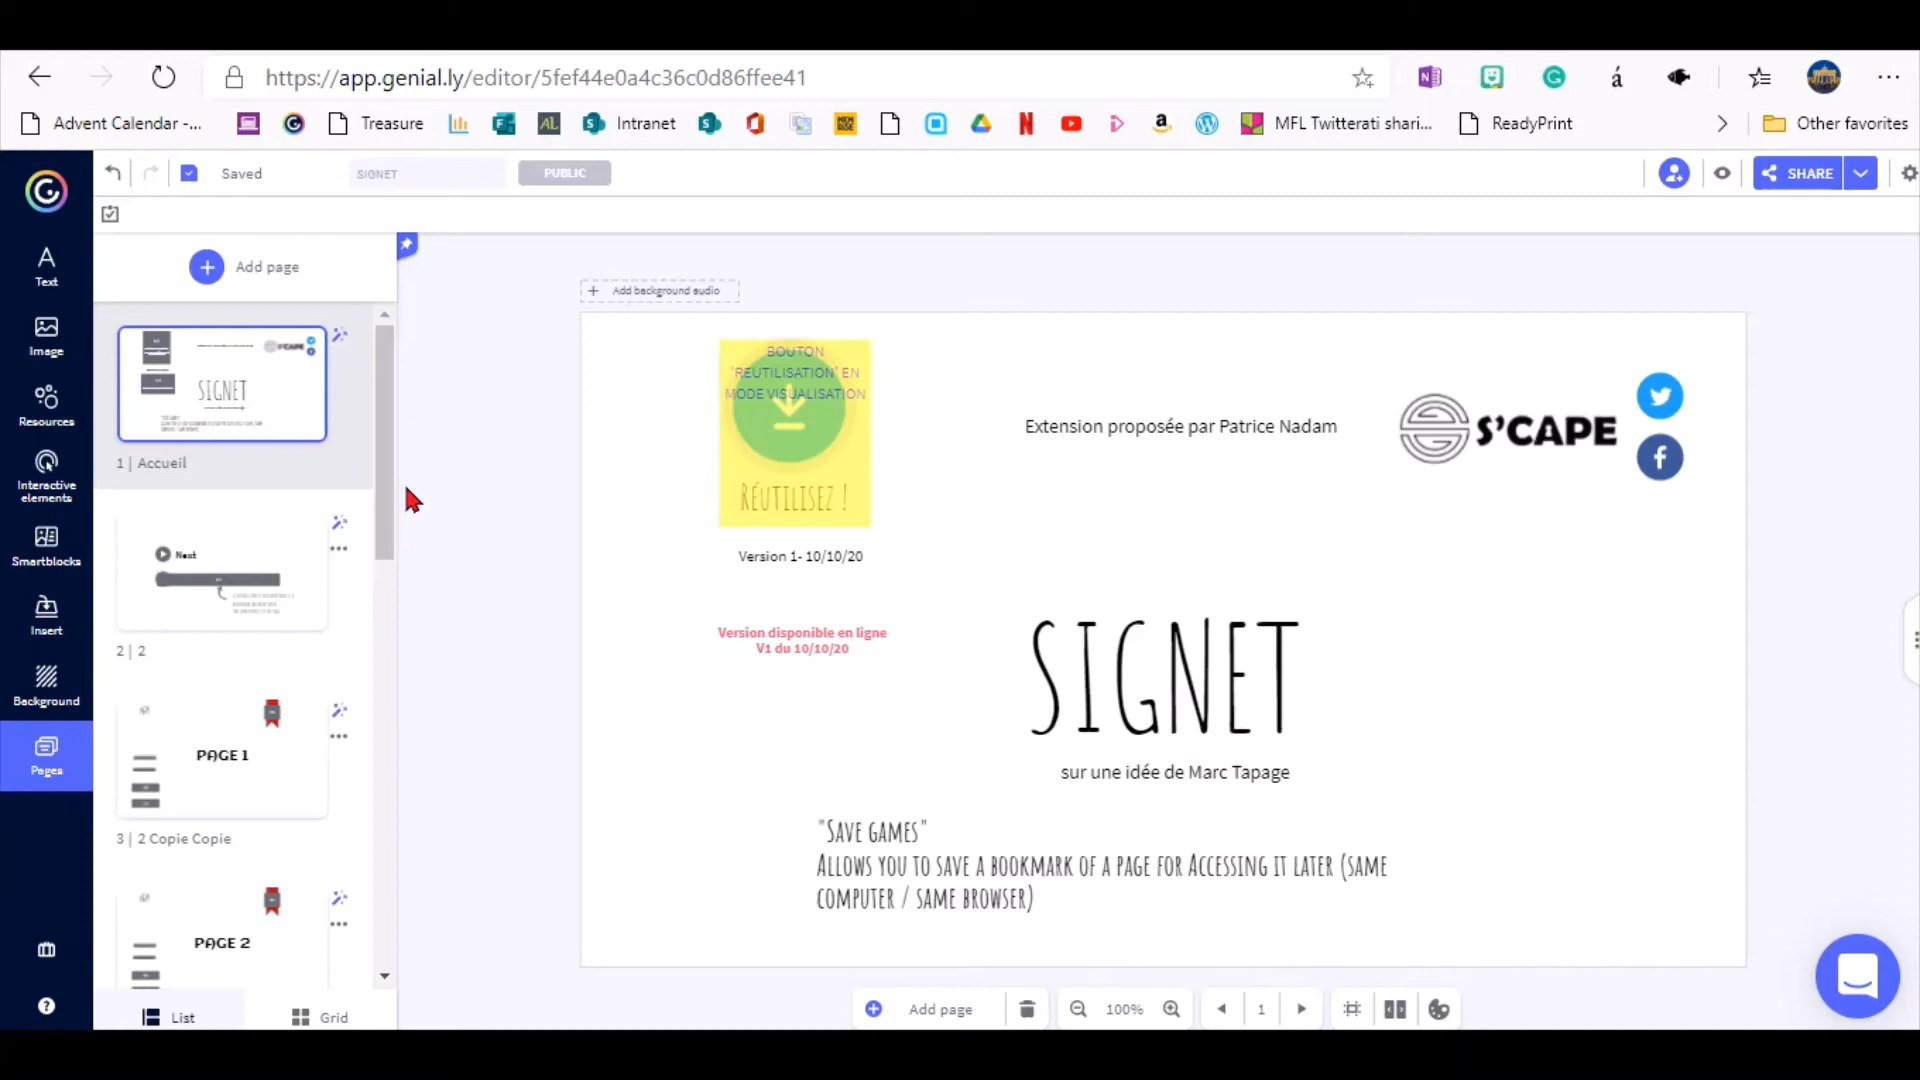 https://app.genial.ly/editor/5fef44e0a4c36c0d86ffee41
Advent Calendar -...
Treasure
Intranet
MFL Twitterati shari...
ReadyPrint
Other favorites
Saved
SIGNET
PUBLIC
SHARE
Text
Image
Resources
Interactive
elements
Smartblocks
Insert
Background
Pages
Add page
SIGNET
1 | Accueil
Next
2 | 2
PAGE 1
3 | 2 Copie Copie
PAGE 2
List
Grid
Add background audio
BOUTON
'REUTILISATION' EN
MODE VISUALISATION
RÉUTILISEZ !
Version 1- 10/10/20
Version disponible en ligne
V1 du 10/10/20
Extension proposée par Patrice Nadam
S'CAPE
SIGNET
sur une idée de Marc Tapage
"SAVE GAMES"
ALLOWS YOU TO SAVE A BOOKMARK OF A PAGE FOR ACCESSING IT LATER (SAME
COMPUTER / SAME BROWSER)
Add page
100%
1